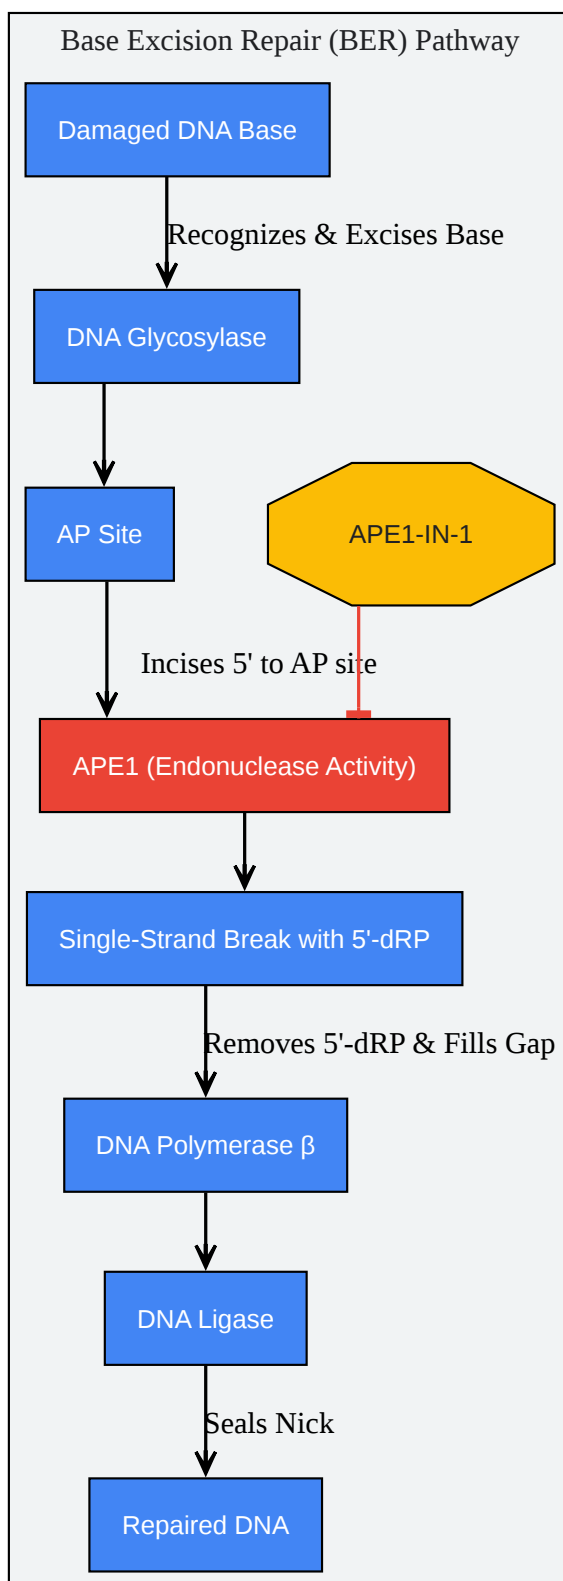 Base Excision Repair (BER) Pathway
Damaged DNA Base
Recognizes & Excises Base
DNA Glycosylase
AP Site
APE1-IN-1
Incises 5' to AP site
APE1 (Endonuclease Activity)
Single-Strand Break with 5'-dRP
Removes 5'-dRP & Fills Gap
DNA Polymerase β
DNA Ligase
Seals Nick
Repaired DNA